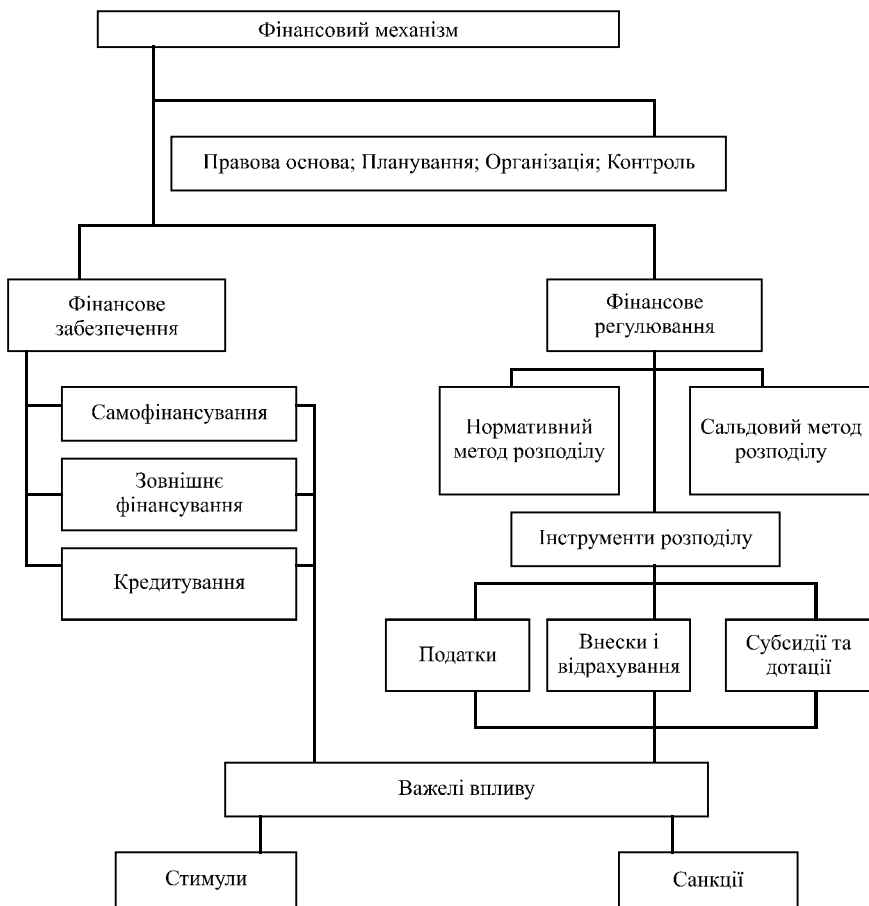 Фінансовий механізм
Правова основа; Планування; Організація; Контроль
Фінансове
забезпечення
Фінансове
регулювання
Самофінансування
Зовнішнє
фінансування
Кредитування
Нормативний
метод розподілу
Сальдовий метод
розподілу
Інструменти розподілу
Податки
Внески і
відрахування
Субсидії та
дотації
Важелі впливу
Стимули
Санкції